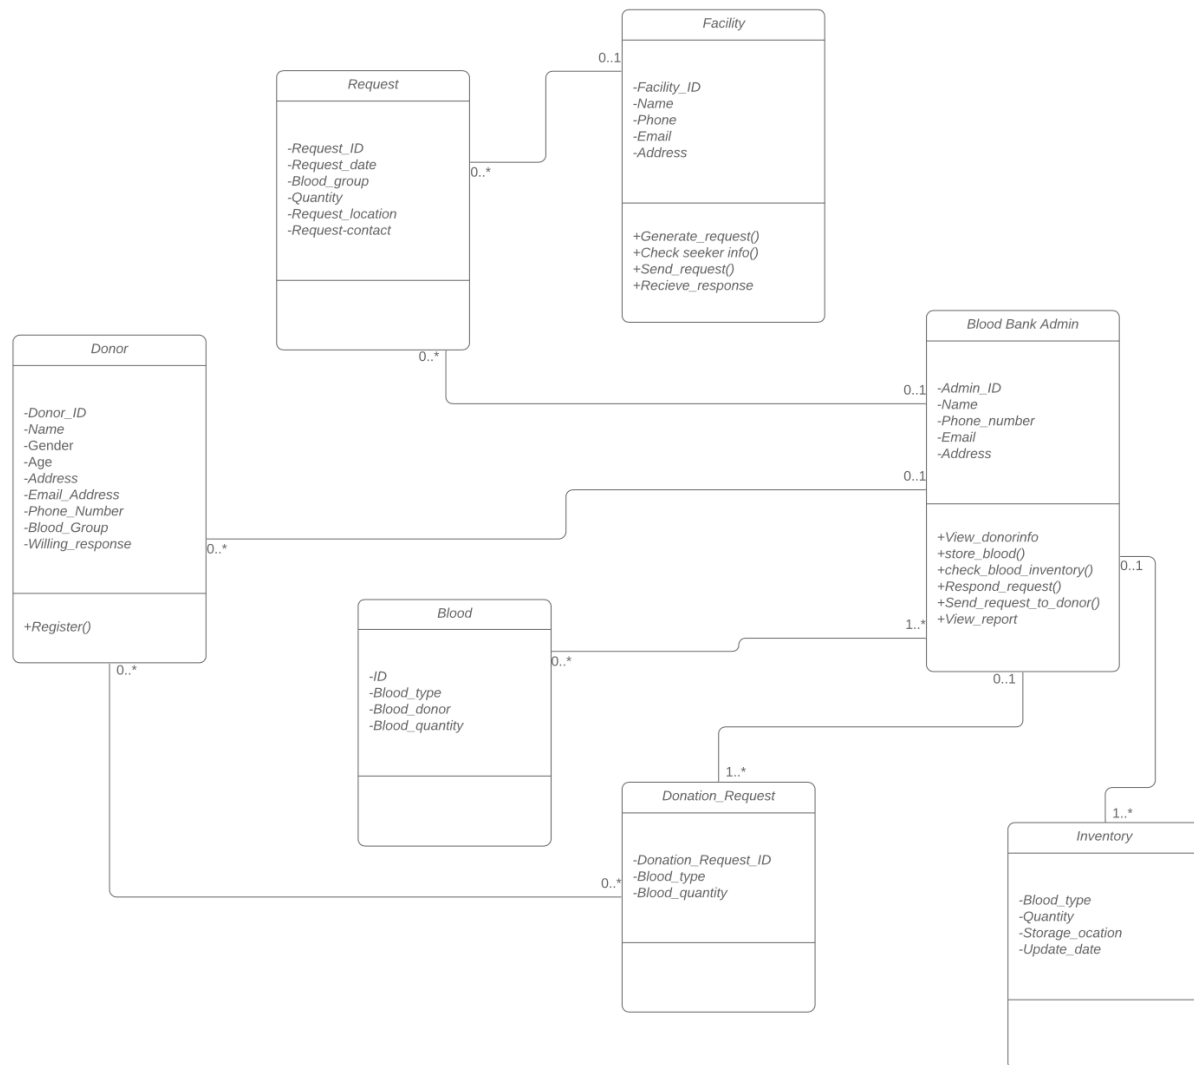 Facility
-Facility_ID
-Name
-Phone
-Email
-Address
+Generate_request()
+Check seeker info()
+Send_request()
+Recieve_response
0..1
Request
-Request_ID
-Request_date
-Blood_group
-Quantity
-Request_location
-Request-contact
0..*
0..*
Blood Bank Admin
-Admin_ID
-Name
-Phone_number
-Email
-Address
+View_donorinfo
+store_blood()
+check_blood_inventory()
+Respond_request()
+Send_request_to_donor()
+View_report
0..1
0..1
1..*
0..1
0..1
Donor
-Donor_ID
-Name
-Gender
-Age
-Address
-Email_Address
-Phone_Number
-Blood_Group
-Willing_response
+Register()
0..*
0..*
Blood
-ID
-Blood_type
-Blood_donor
-Blood_quantity
0..*
Donation_Request
-Donation_Request_ID
-Blood_type
-Blood_quantity
1..*
0..*
Inventory
-Blood_type
-Quantity
-Storage_ocation
-Update_date
1..*